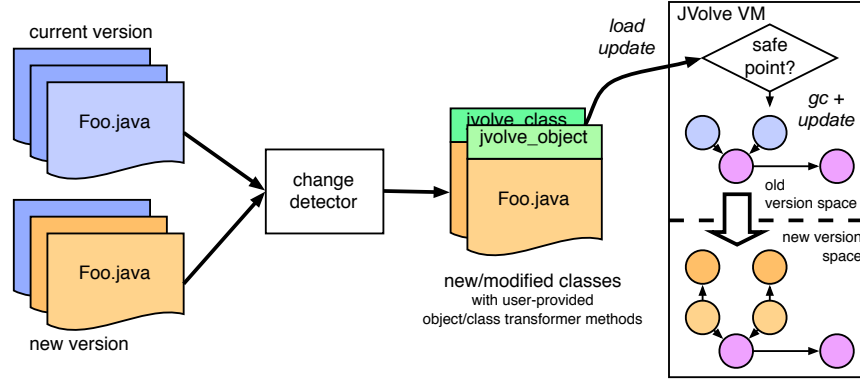 current version
Foo.java
new version
Foo.java
change
detector
jvolve_class
jvolve_object
Foo.java
new/modified classes
with user-provided
object/class transformer methods
load
update
JVolve VM
safe
point?
gc +
update
old
version space
new version
space